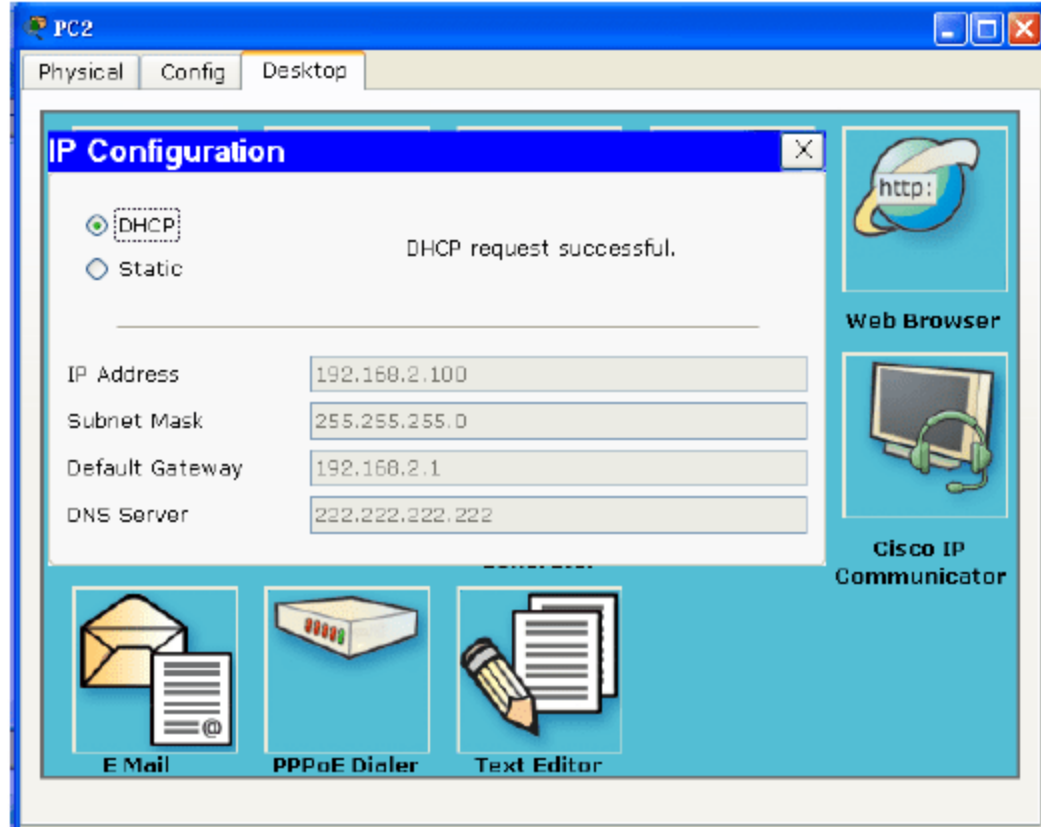 PC2
Physical Config Desktop
IP Configuration X
DHCP
Static
DHCP request successful.
IP Address 192.168.2.100
Subnet Mask 255.255.255.0
Default Gateway 192.168.2.1
DNS Server 222.222.222.222
http:
Web Browser
Cisco IP
Communicator
@
E Mail PPPoE Dialer Text Editor